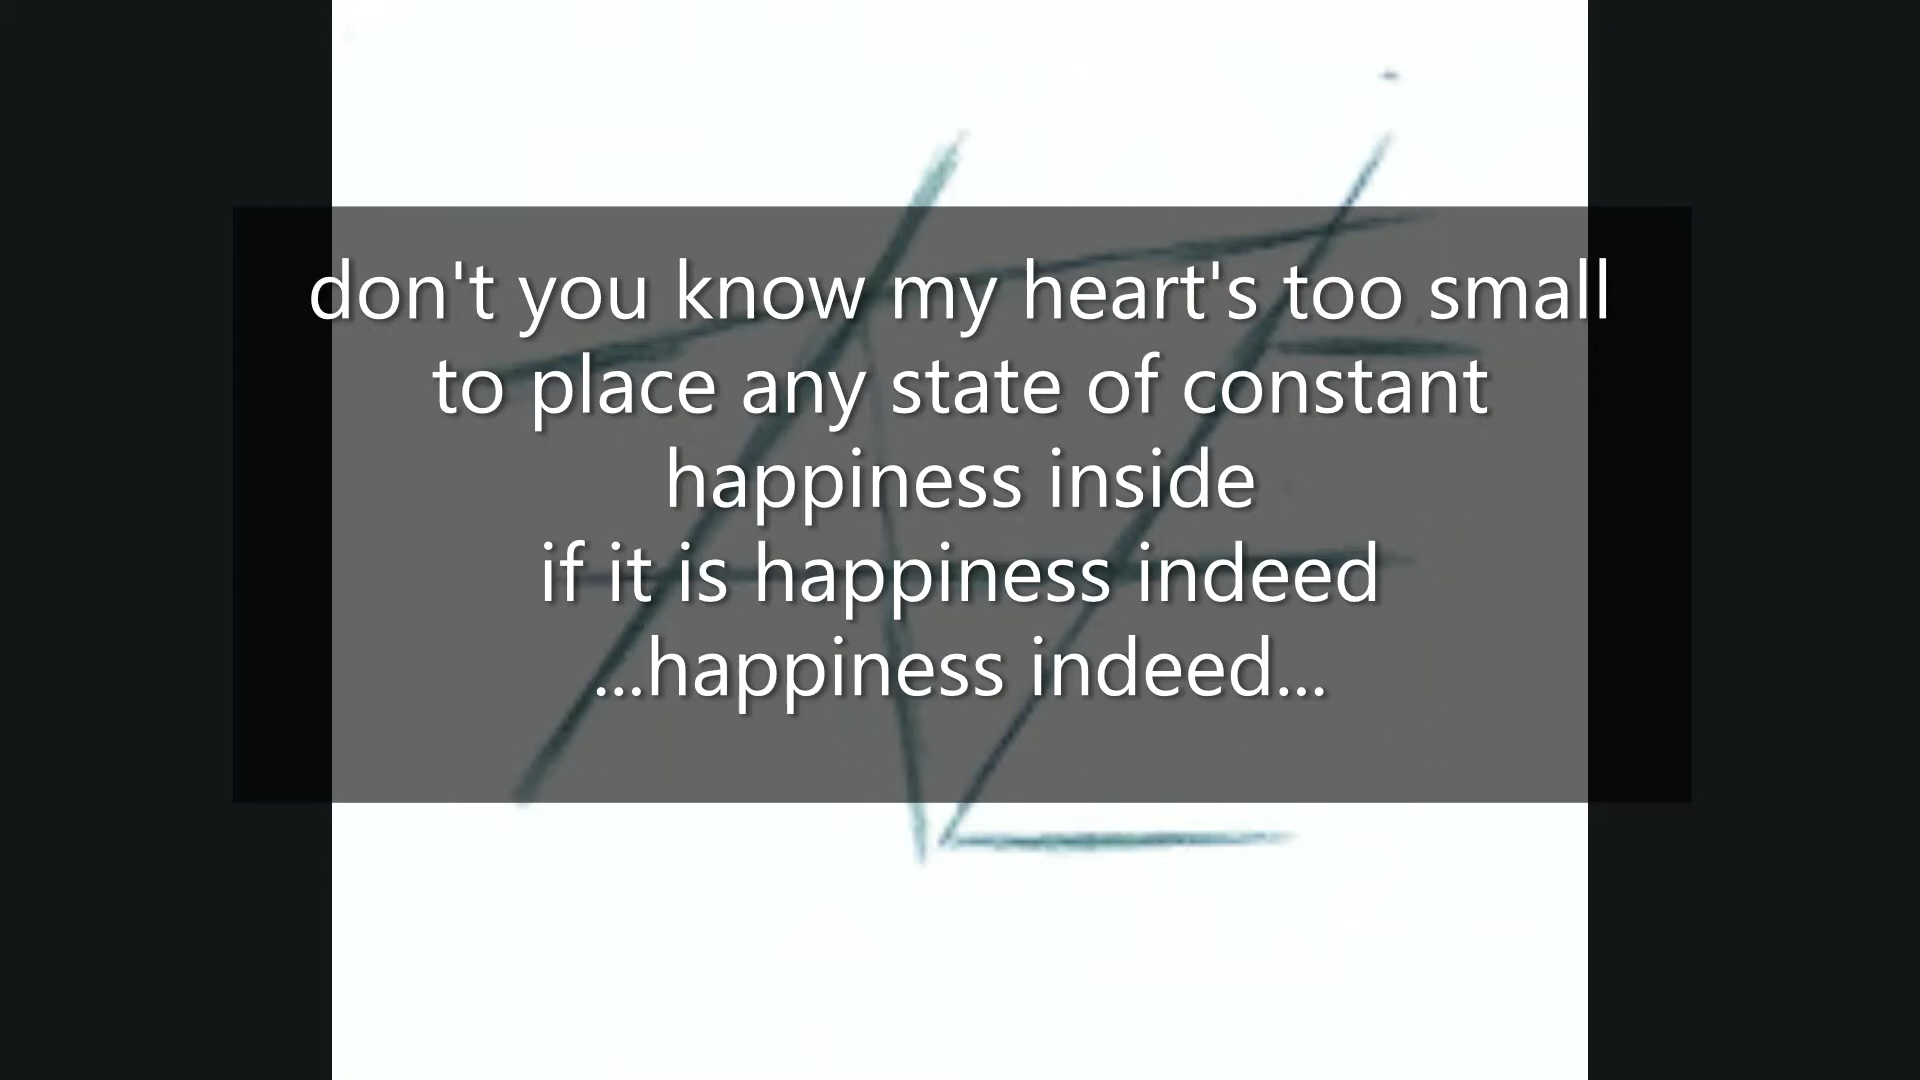 don't you know my heart's too small
to place any state of constant
happiness inside
if it is happiness indeed
...happiness indeed...